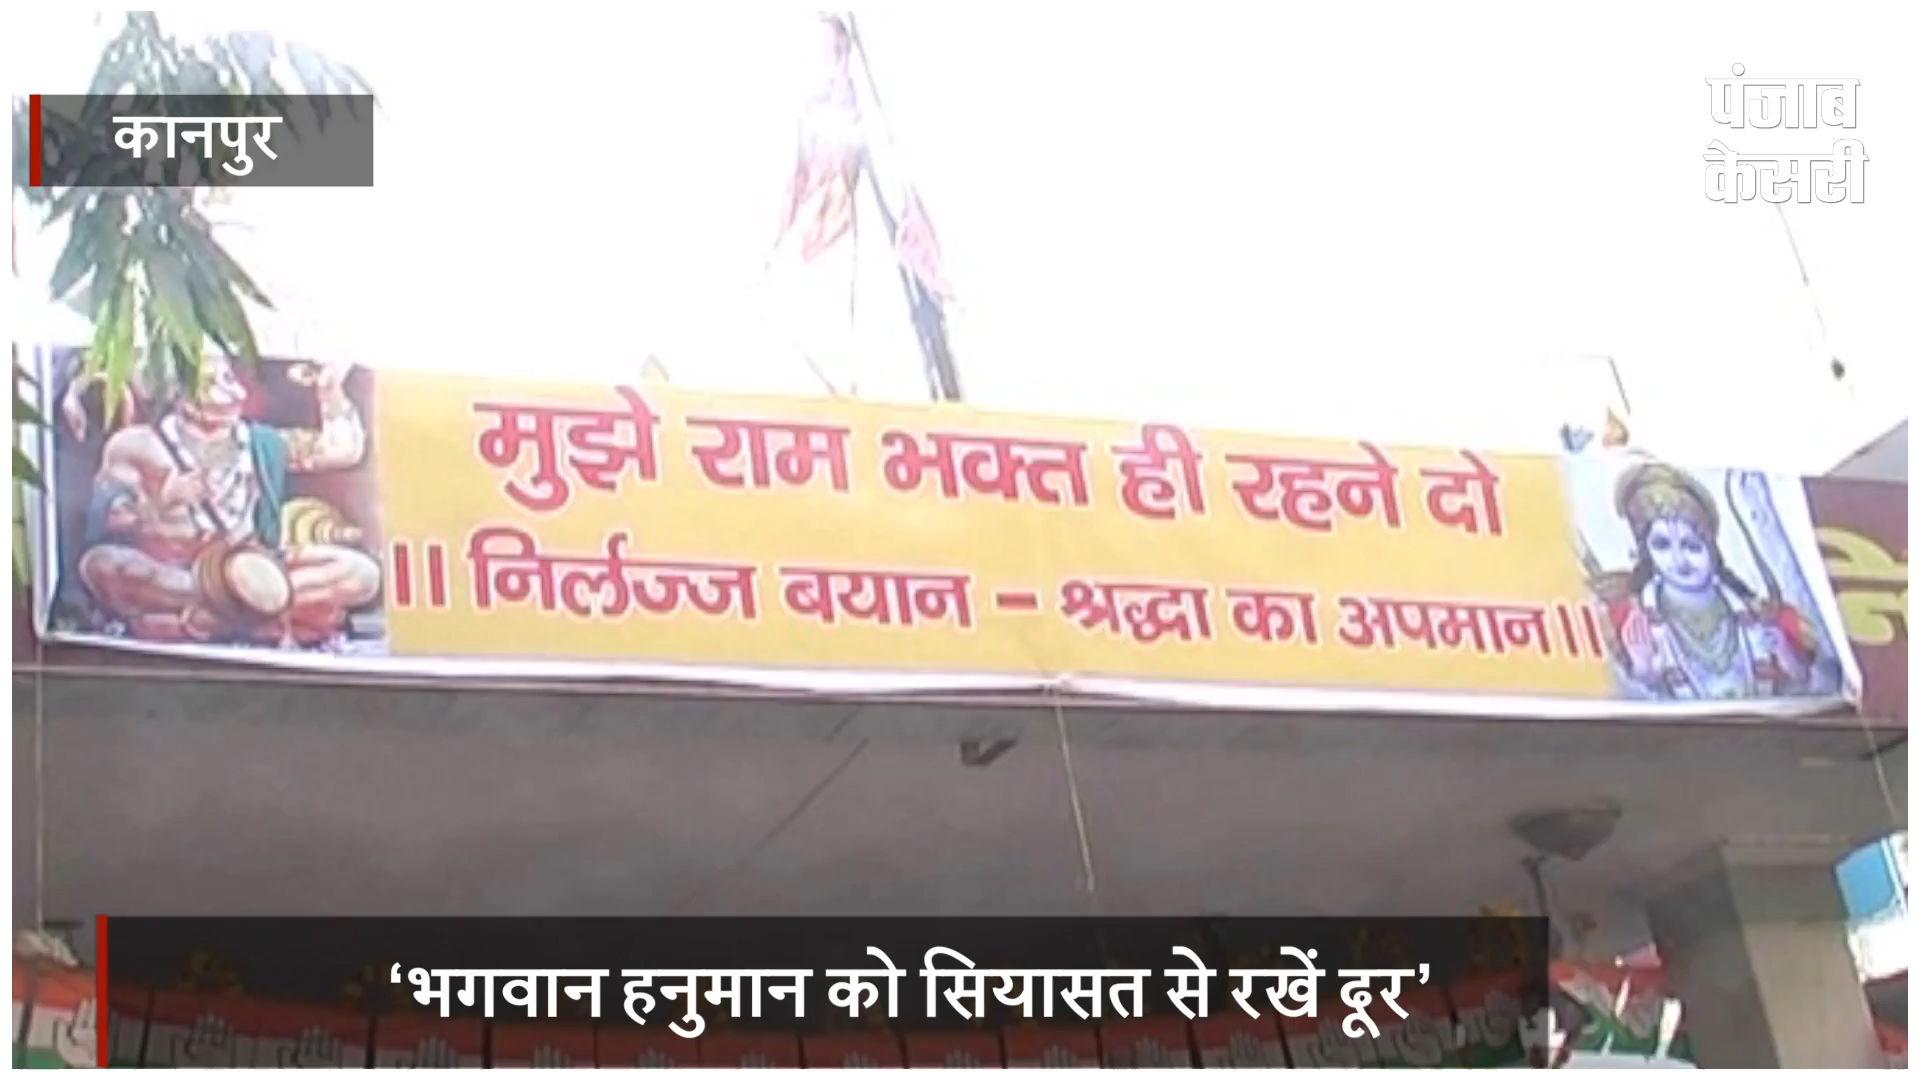 कानपुर
पंजाब
केसरी
मुझे राम भक्त ही रहने दो
।। निर्लज्ज बयान – श्रद्धा का अपमान ।।
‘भगवान हनुमान को सियासत से रखें दूर’